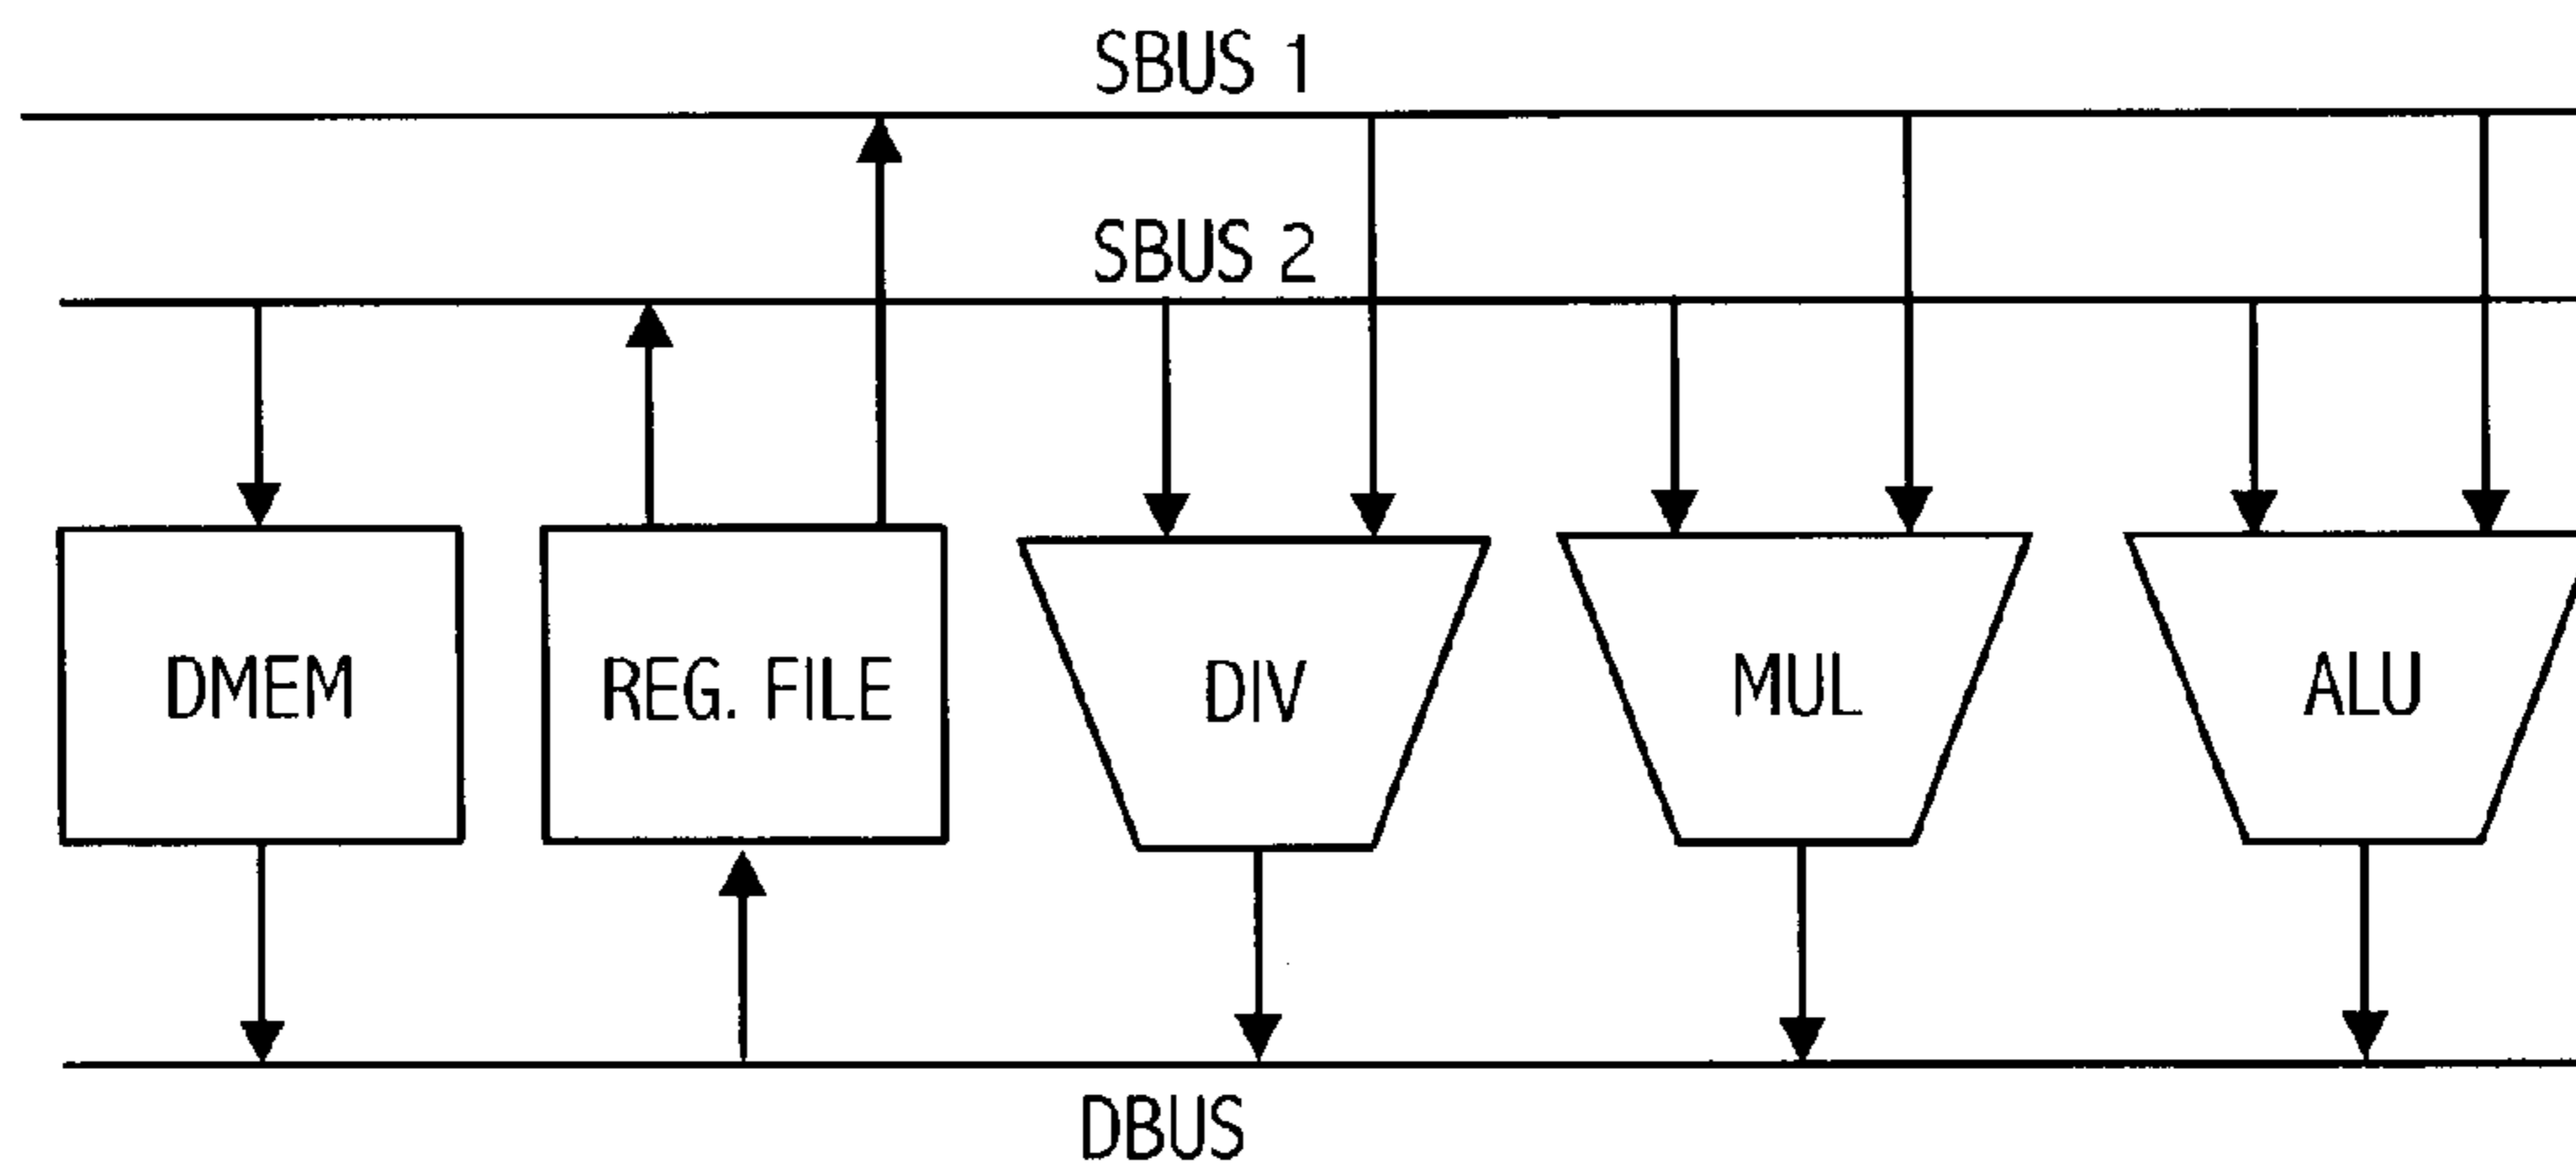 SBUS 1
SBUS 2
DMEM
REG. FILE
DIV
MUL
ALU
DBUS